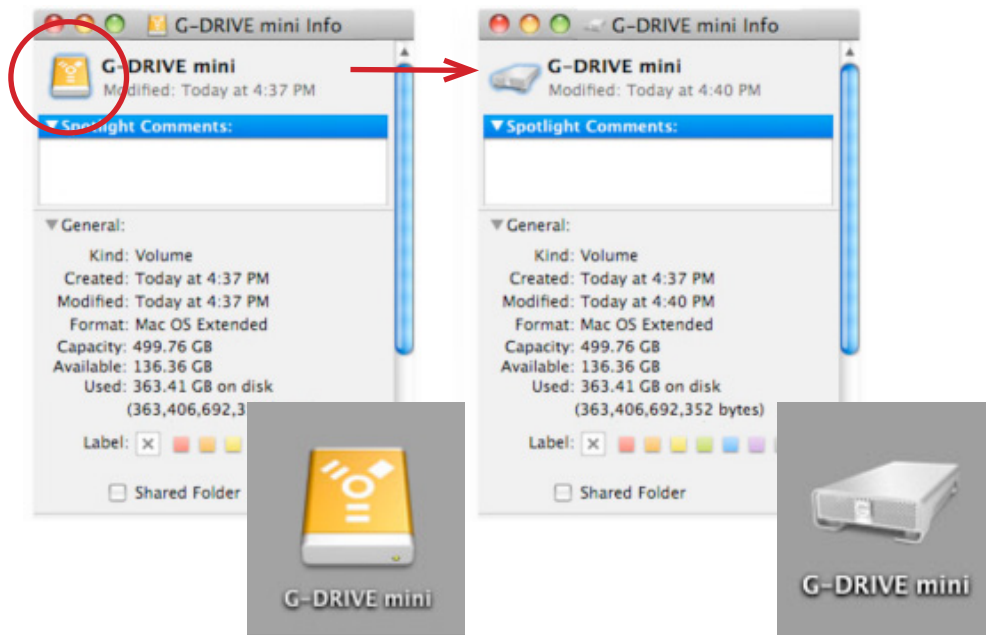 G-DRIVE mini Info
G-DRIVE mini
Modified: Today at 4:37 PM
Spotlight Comments:
General:
Kind: Volume
Created: Today at 4:37 PM
Modified: Today at 4:37 PM
Format: Mac OS Extended
Capacity: 499.76 GB
Available: 136.36 GB
Used: 363.41 GB on disk
(363,406,692,3
Label:
Shared Folder
G-DRIVE mini
G-DRIVE mini Info
G-DRIVE mini
Modified: Today at 4:40 PM
Spotlight Comments:
General:
Kind: Volume
Created: Today at 4:37 PM
Modified: Today at 4:40 PM
Format: Mac OS Extended
Capacity: 499.76 GB
Available: 136.36 GB
Used: 363.41 GB on disk
(363,406,692,352 bytes)
Label:
Shared Folder
G-DRIVE mini